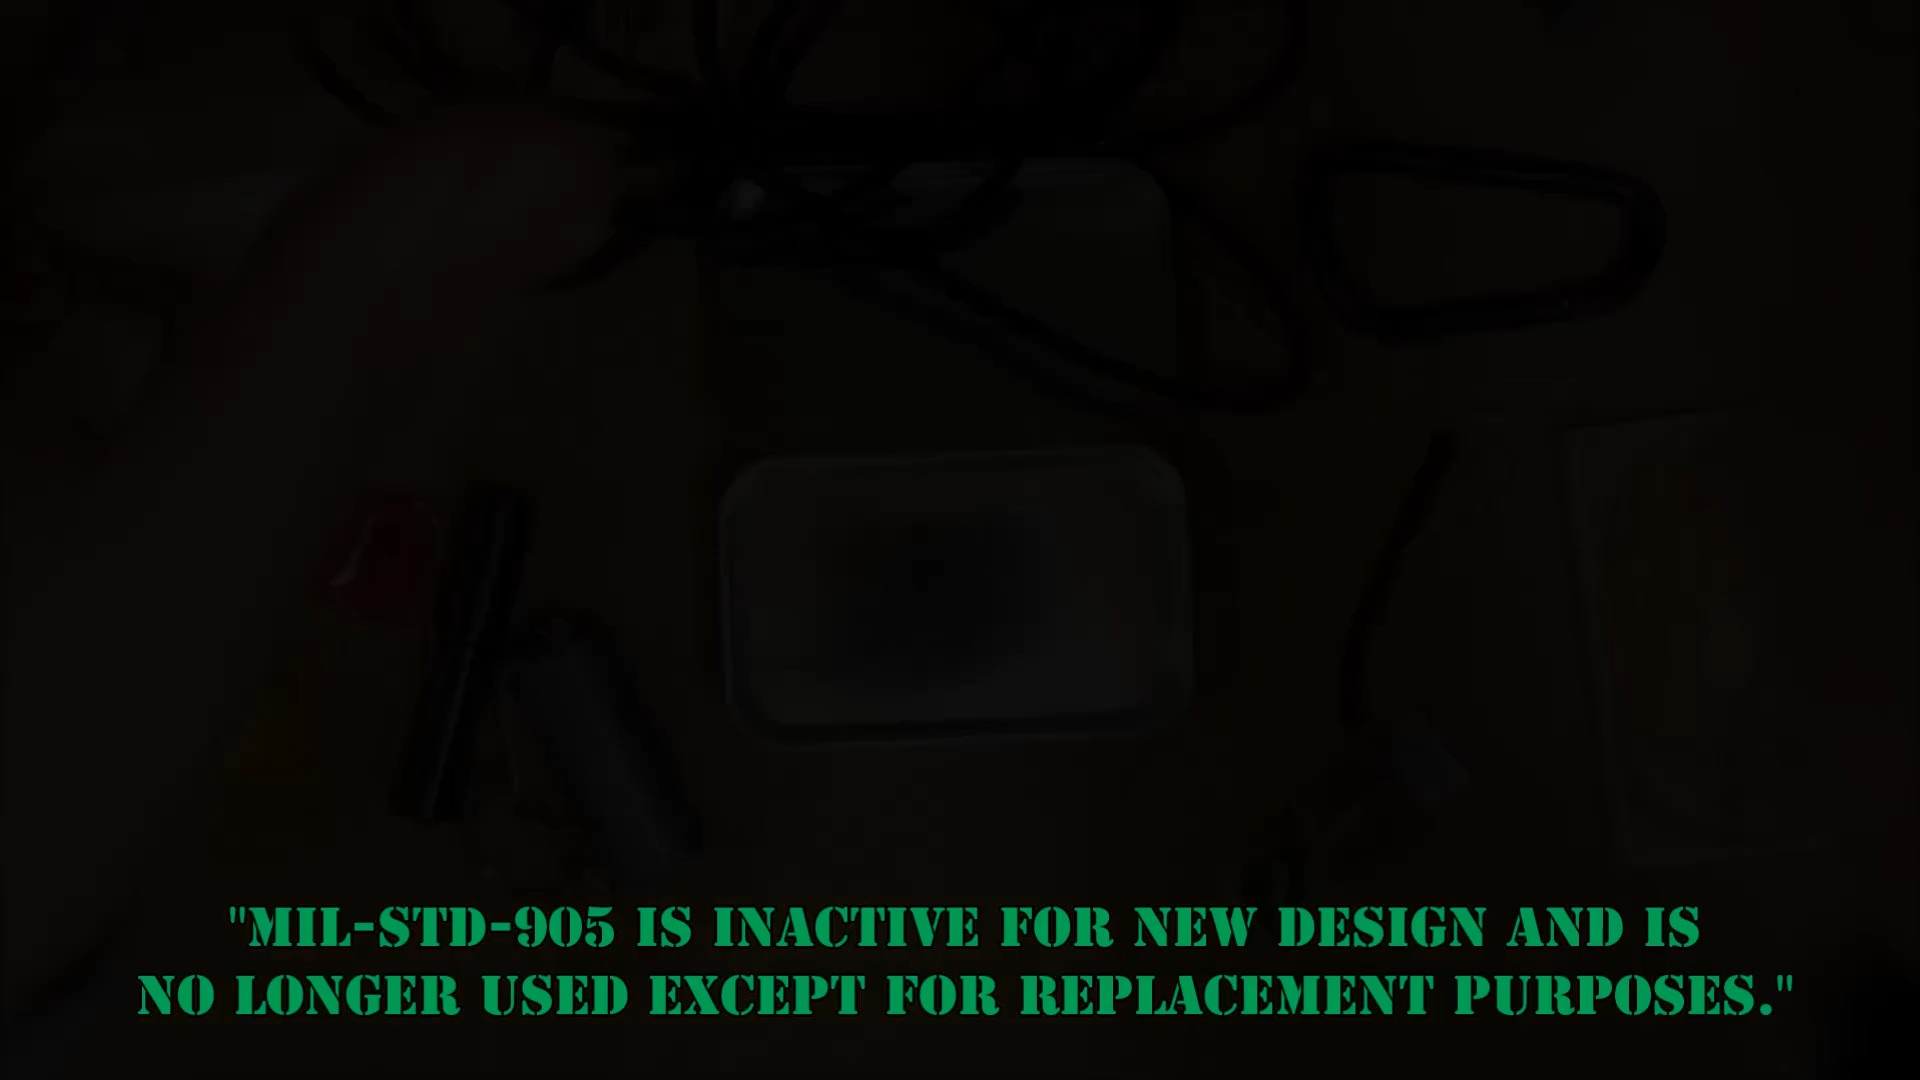 "MIL-STD-905 IS INACTIVE FOR NEW DESIGN AND IS
NO LONGER USED EXCEPT FOR REPLACEMENT PURPOSES."